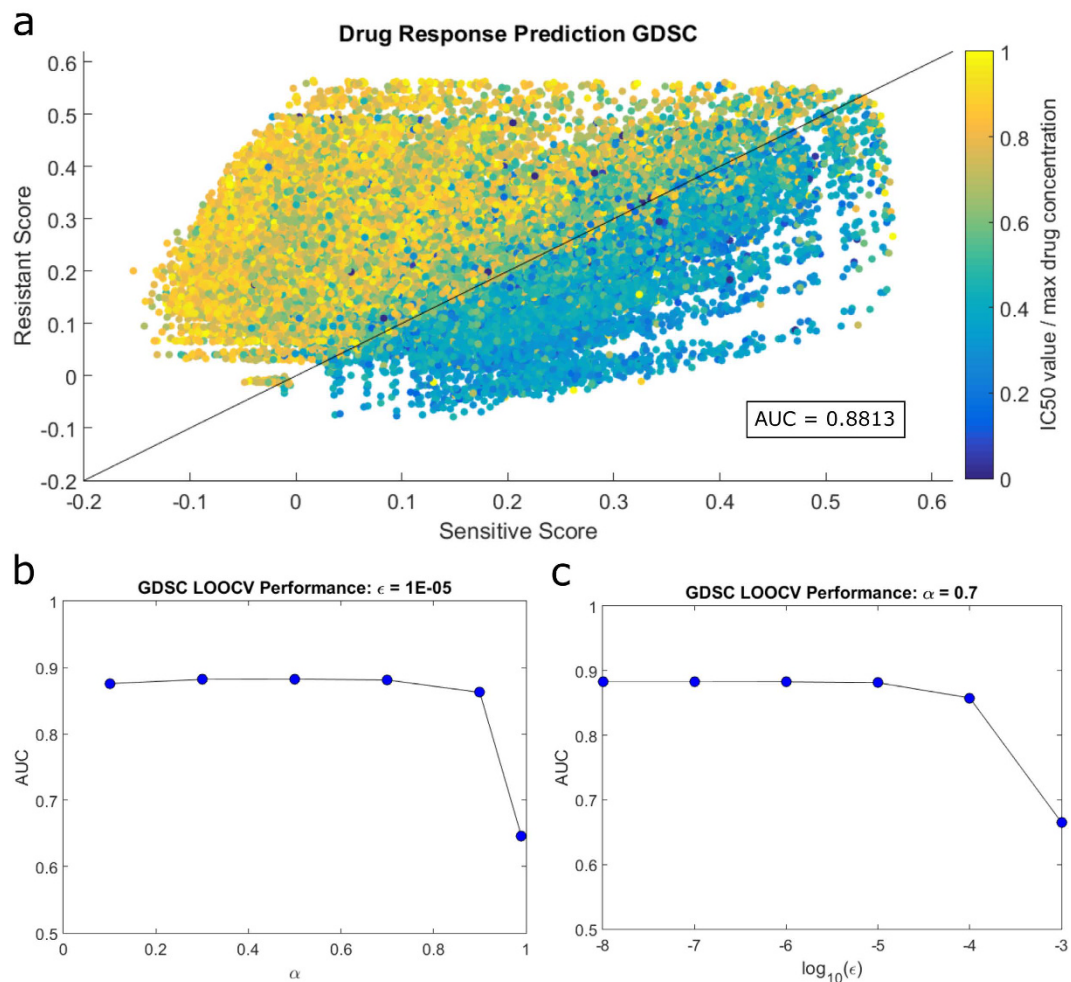 a
Drug Response Prediction GDSC
0.6
0.5
0.4
0.3
0.2
0.1
0
-0.1
-0.2
Resistant Score
-0.2 -0.1 0 0.1 0.2 0.3 0.4 0.5 0.6
Sensitive Score
AUC = 0.8813
1
0.8
0.6
0.4
0.2
0
IC50 value / max drug concentration
b
GDSC LOOCV Performance: ϵ = 1E-05
1
0.9
0.8
0.7
0.6
0.5
AUC
0 0.2 0.4 0.6 0.8 1
α
c
GDSC LOOCV Performance: α = 0.7
1
0.9
0.8
0.7
0.6
0.5
AUC
-8 -7 -6 -5 -4 -3
log₁₀(ϵ)